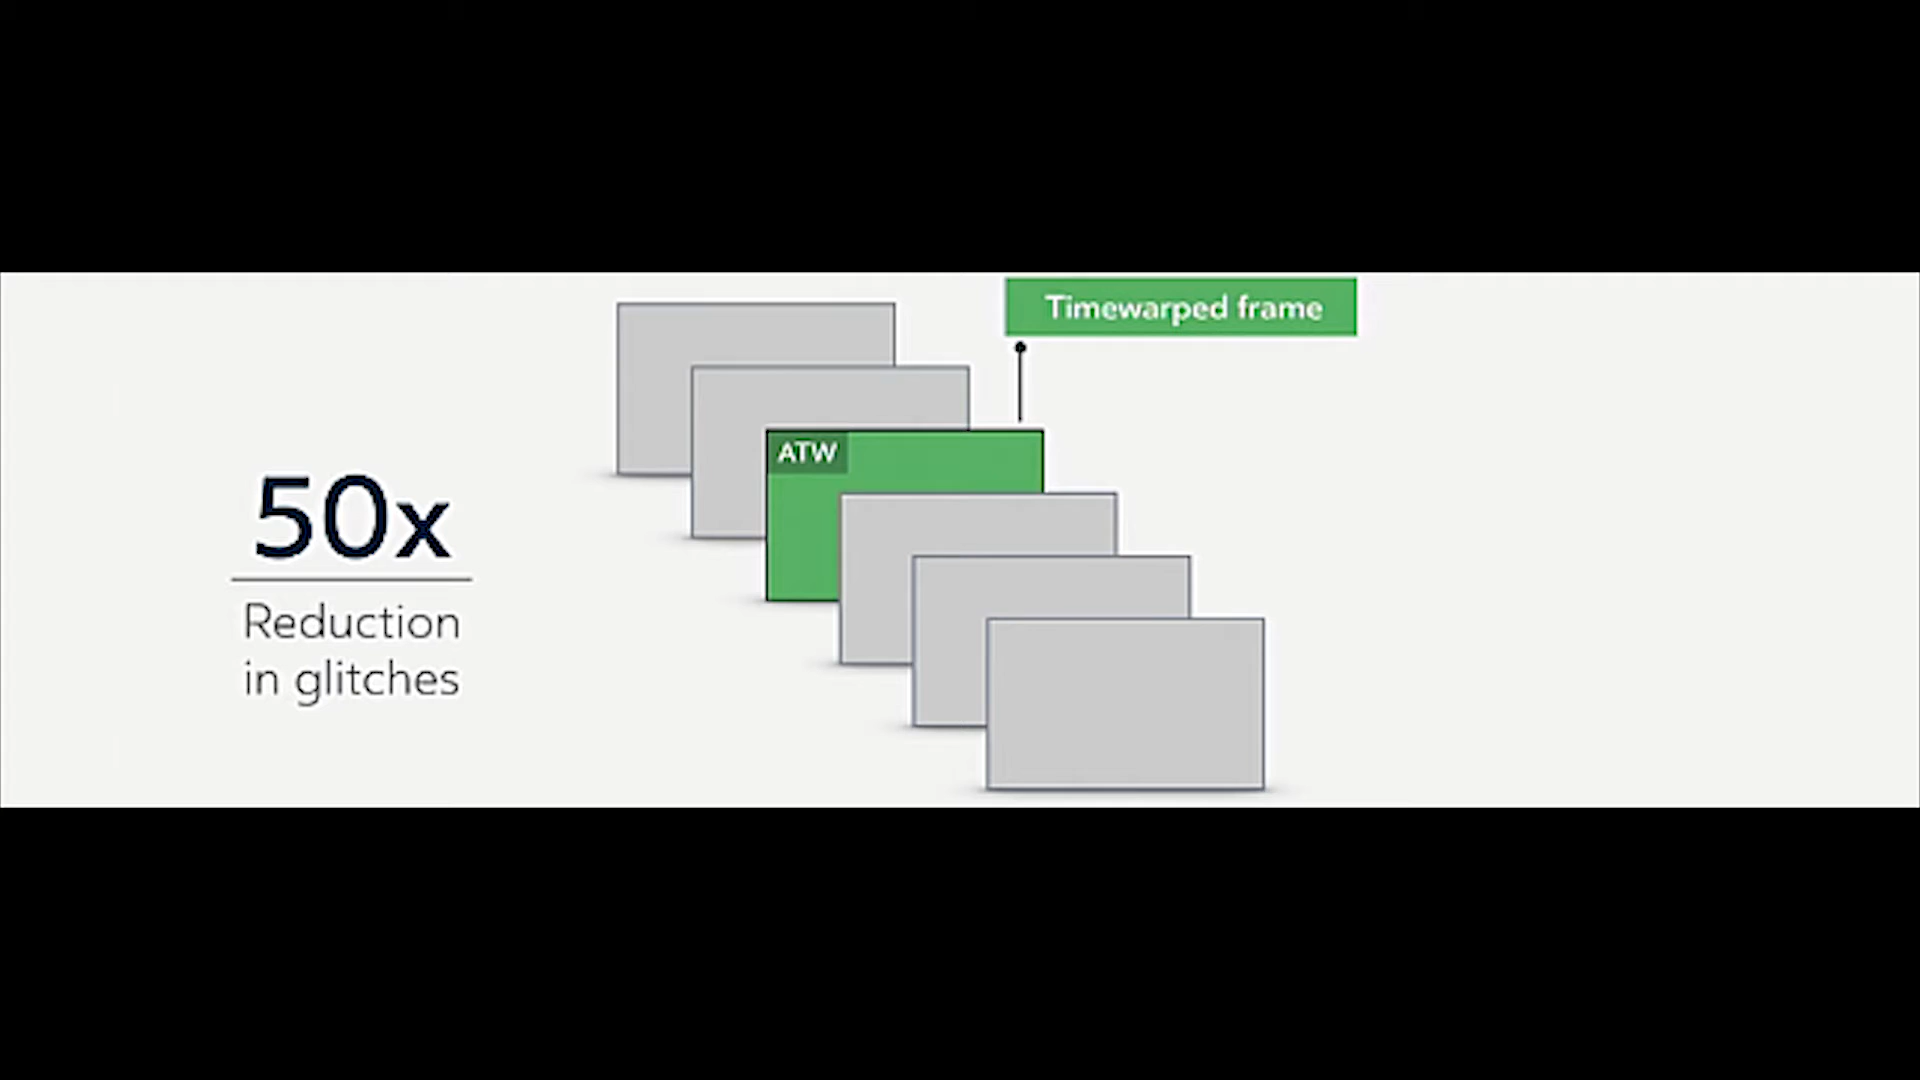 Timewarped frame
ATW
50x
Reduction
in glitches